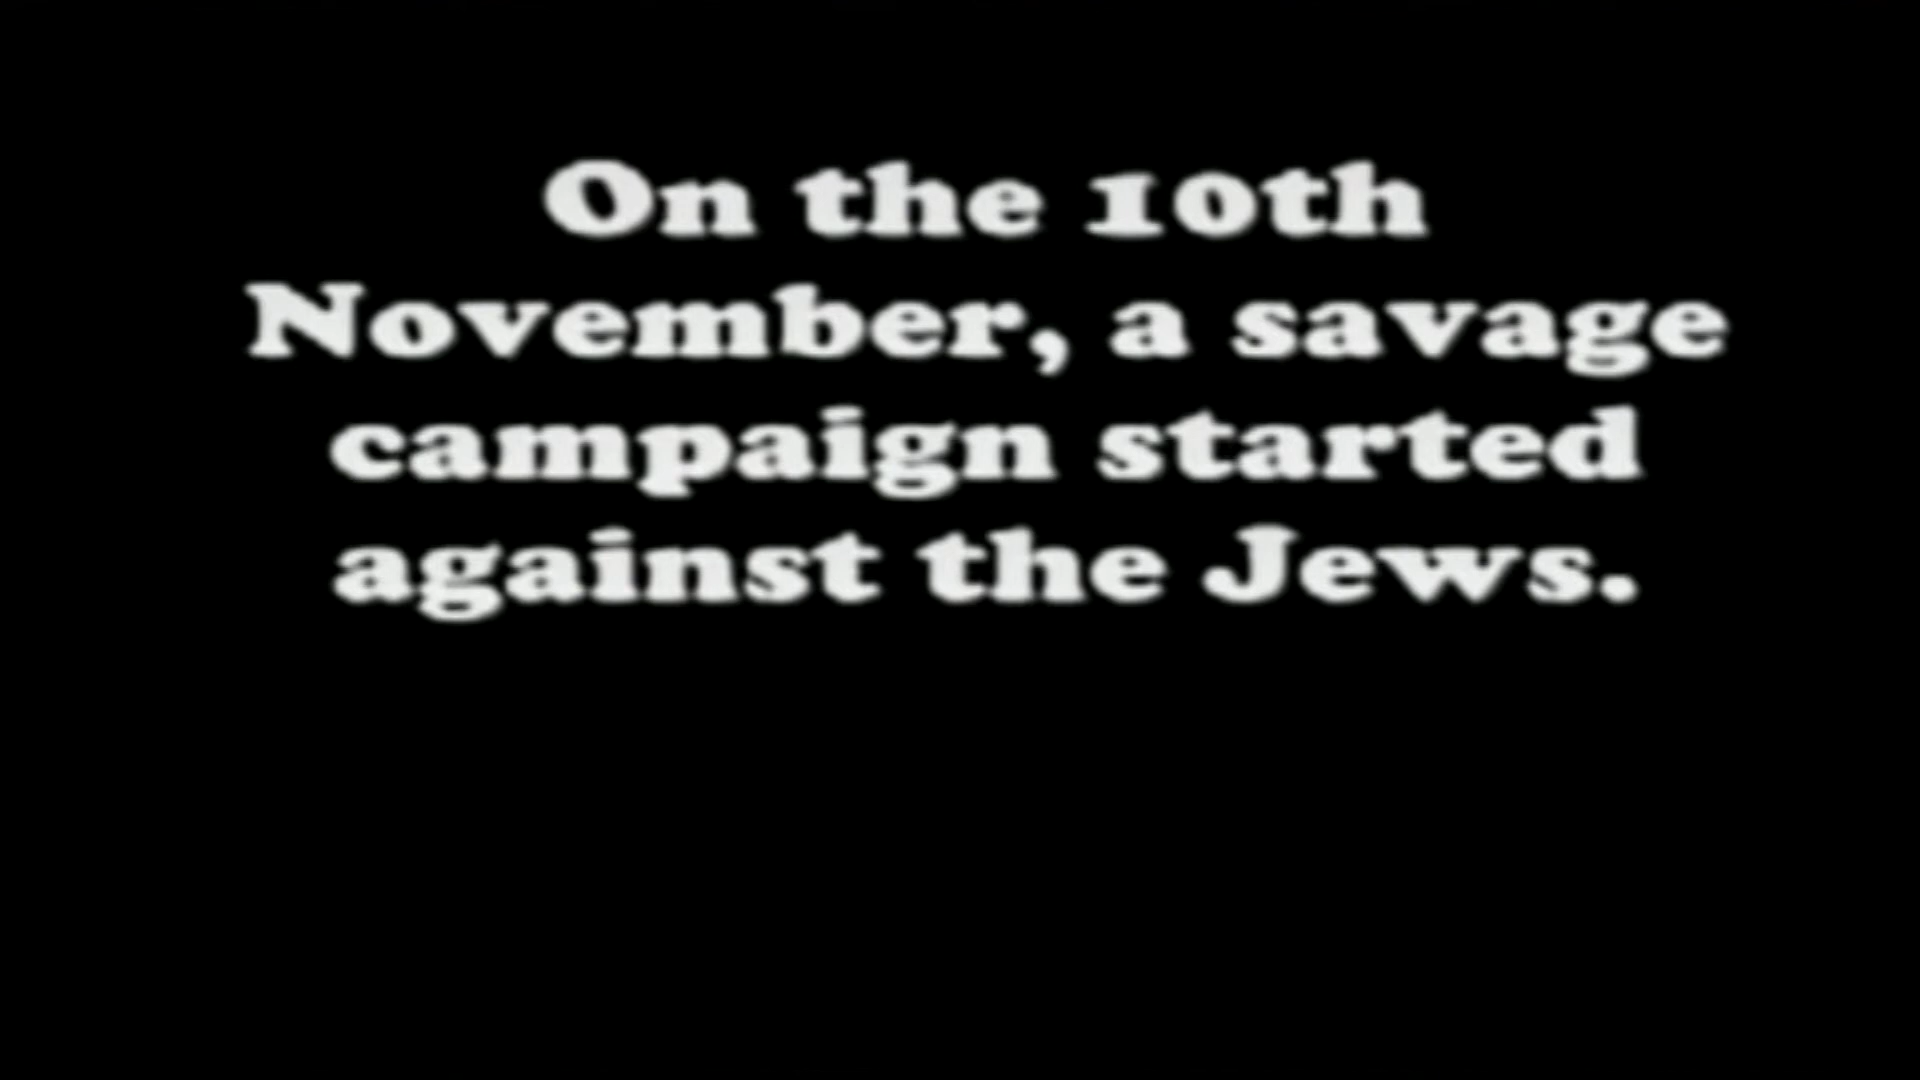 On the 10th
November, a savage
campaign started
against the Jews.